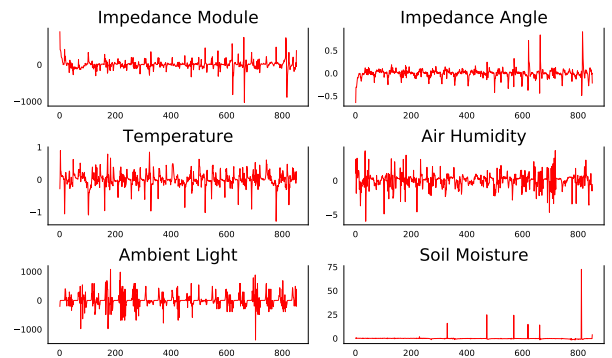 Impedance Module
Impedance Angle
0
−1000
0 200 400 600 800
0.5
0.0
−0.5
0 200 400 600 800
Temperature
Air Humidity
1
0
−1
0 200 400 600 800
0
−5
0 200 400 600 800
Ambient Light
Soil Moisture
1000
0
−1000
0 200 400 600 800
75
50
25
0
0 200 400 600 800